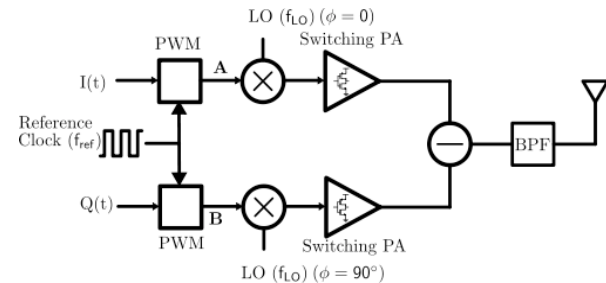 LO (f_LO) (ϕ = 0)
Switching PA
PWM
A
I(t)
Reference
Clock (f_ref)
BPF
Q(t)
B
PWM
Switching PA
LO (f_LO) (ϕ = 90°)